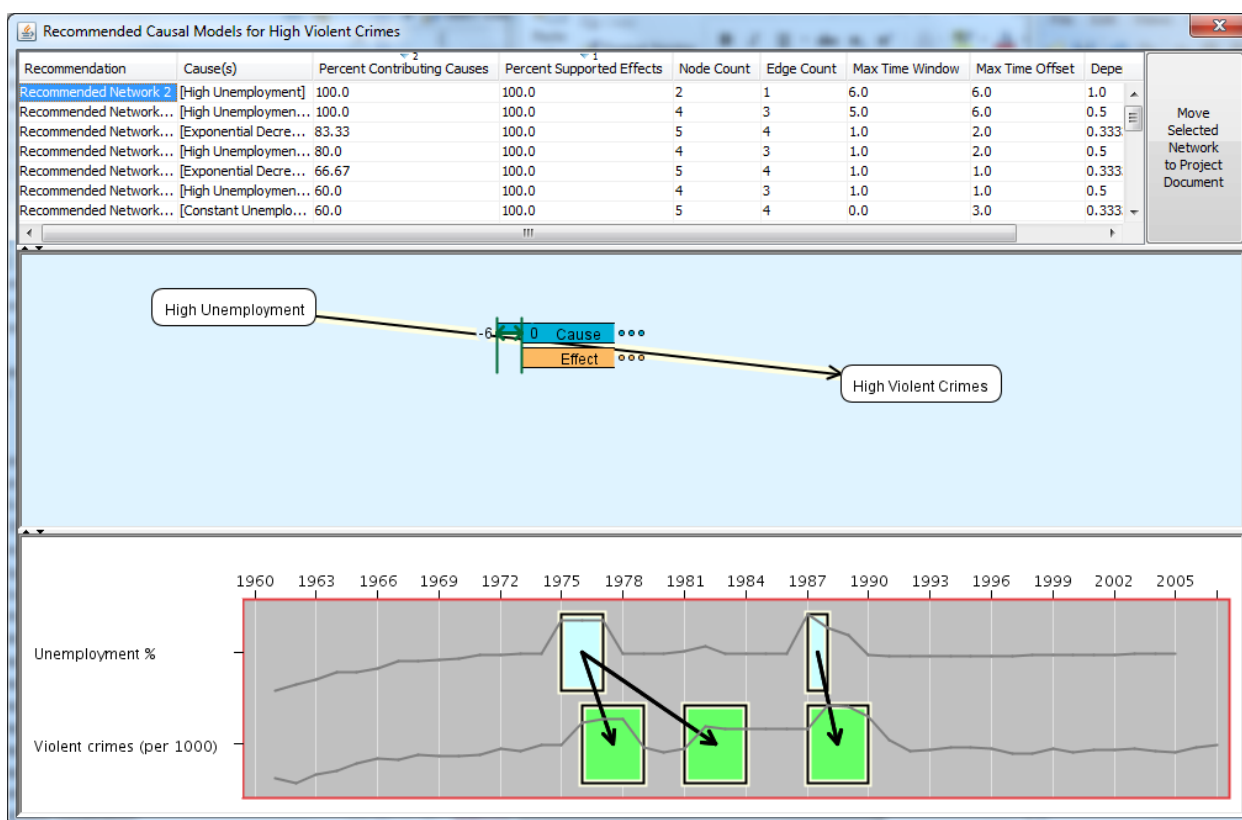 Recommended Causal Models for High Violent Crimes
Recommendation Cause(s) Percent Contributing Causes 2 Percent Supported Effects 1 Node Count Edge Count Max Time Window Max Time Offset Depe
Recommended Network 2 [High Unemployment] 100.0 100.0 2 1 6.0 6.0 1.0
Recommended Network... [High Unemploymen... 100.0 100.0 4 3 5.0 6.0 0.5
Recommended Network... [Exponential Decre... 83.33 100.0 5 4 1.0 2.0 0.333
Recommended Network... [High Unemploymen... 80.0 100.0 4 3 1.0 2.0 0.5
Recommended Network... [Exponential Decre... 66.67 100.0 5 4 1.0 1.0 0.333
Recommended Network... [High Unemploymen... 60.0 100.0 4 3 1.0 1.0 0.5
Recommended Network... [Constant Unemplo... 60.0 100.0 5 4 0.0 3.0 0.333
Move
Selected
Network
to Project
Document
High Unemployment
-6 0 Cause
Effect
High Violent Crimes
1960 1963 1966 1969 1972 1975 1978 1981 1984 1987 1990 1993 1996 1999 2002 2005
Unemployment %
Violent crimes (per 1000)